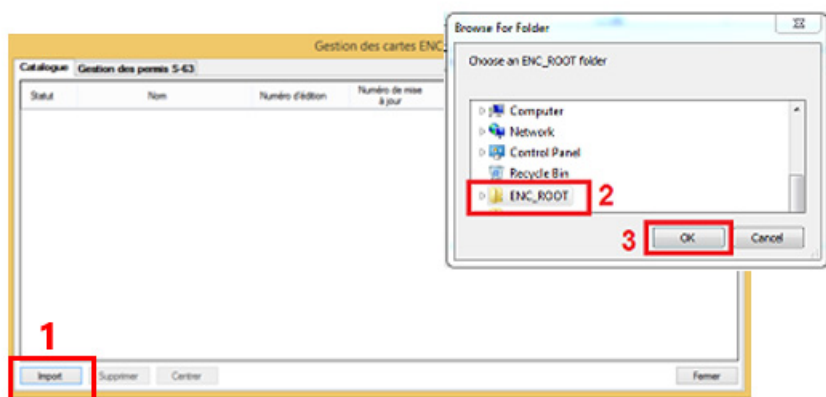 Browse For Folder
Choose an ENC_ROOT folder
Computer
Network
Control Panel
Recycle Bin
ENC_ROOT
2
3
OK
Cancel
Gestion des cartes ENC
Catalogue
Gestion des permis S-63
Statut
Nom
Numéro d'édition
Numéro de mise
à jour
1
Import
Supprimer
Centrer
Fermer